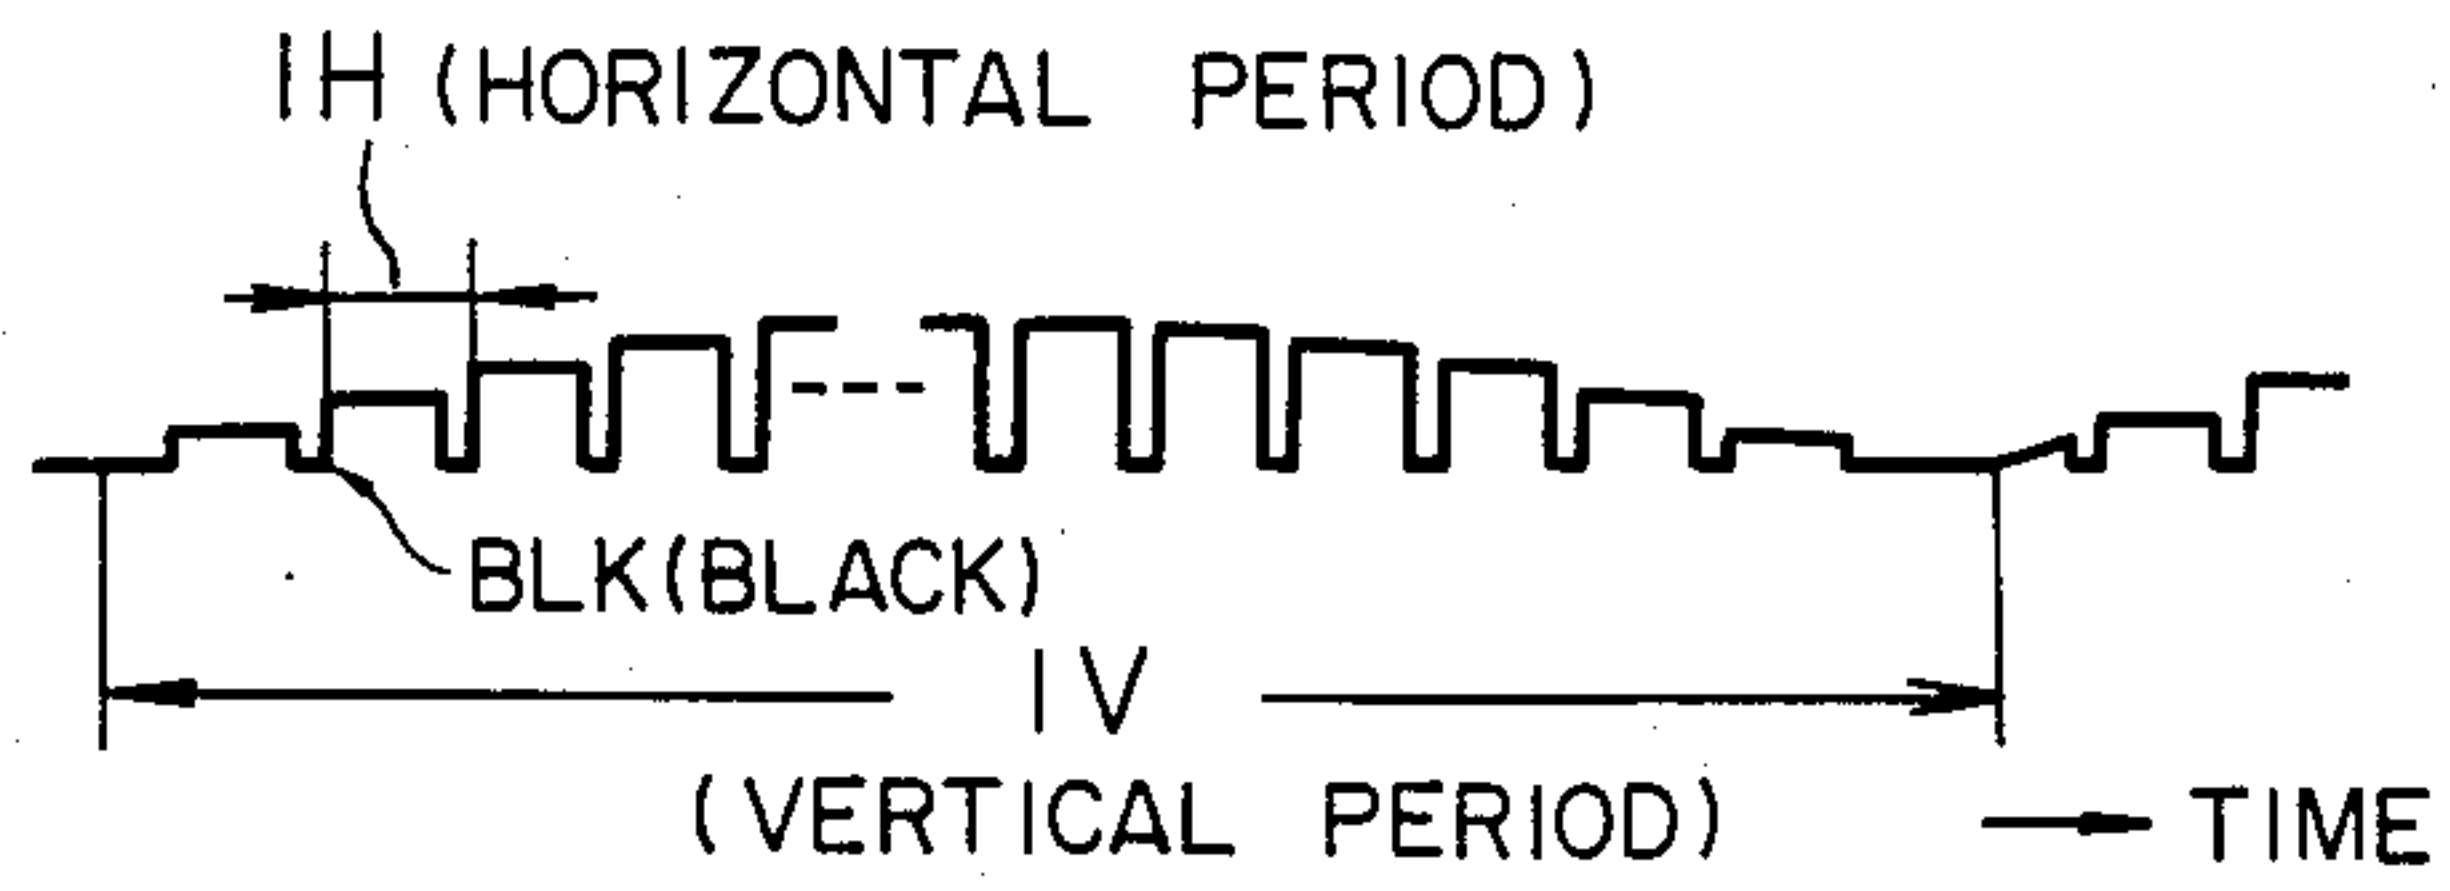 1H (HORIZONTAL PERIOD)
BLK(BLACK)
1V
(VERTICAL PERIOD)
TIME